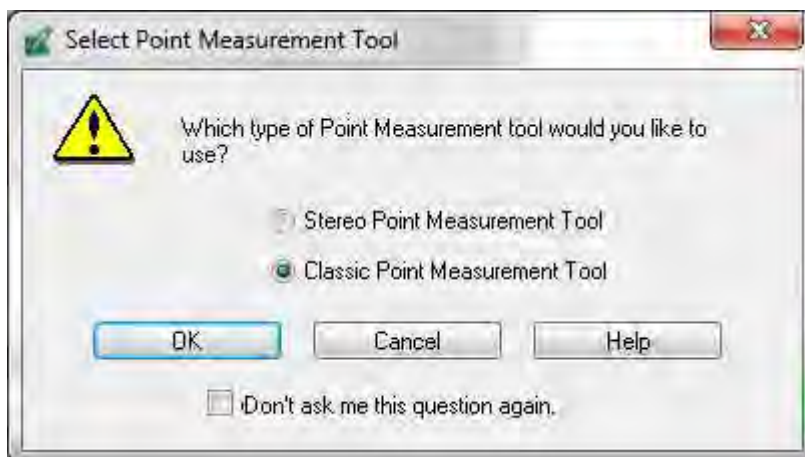 Select Point Measurement Tool
Which type of Point Measurement tool would you like to
use?
Stereo Point Measurement Tool
Classic Point Measurement Tool
OK
Cancel
Help
Don't ask me this question again.